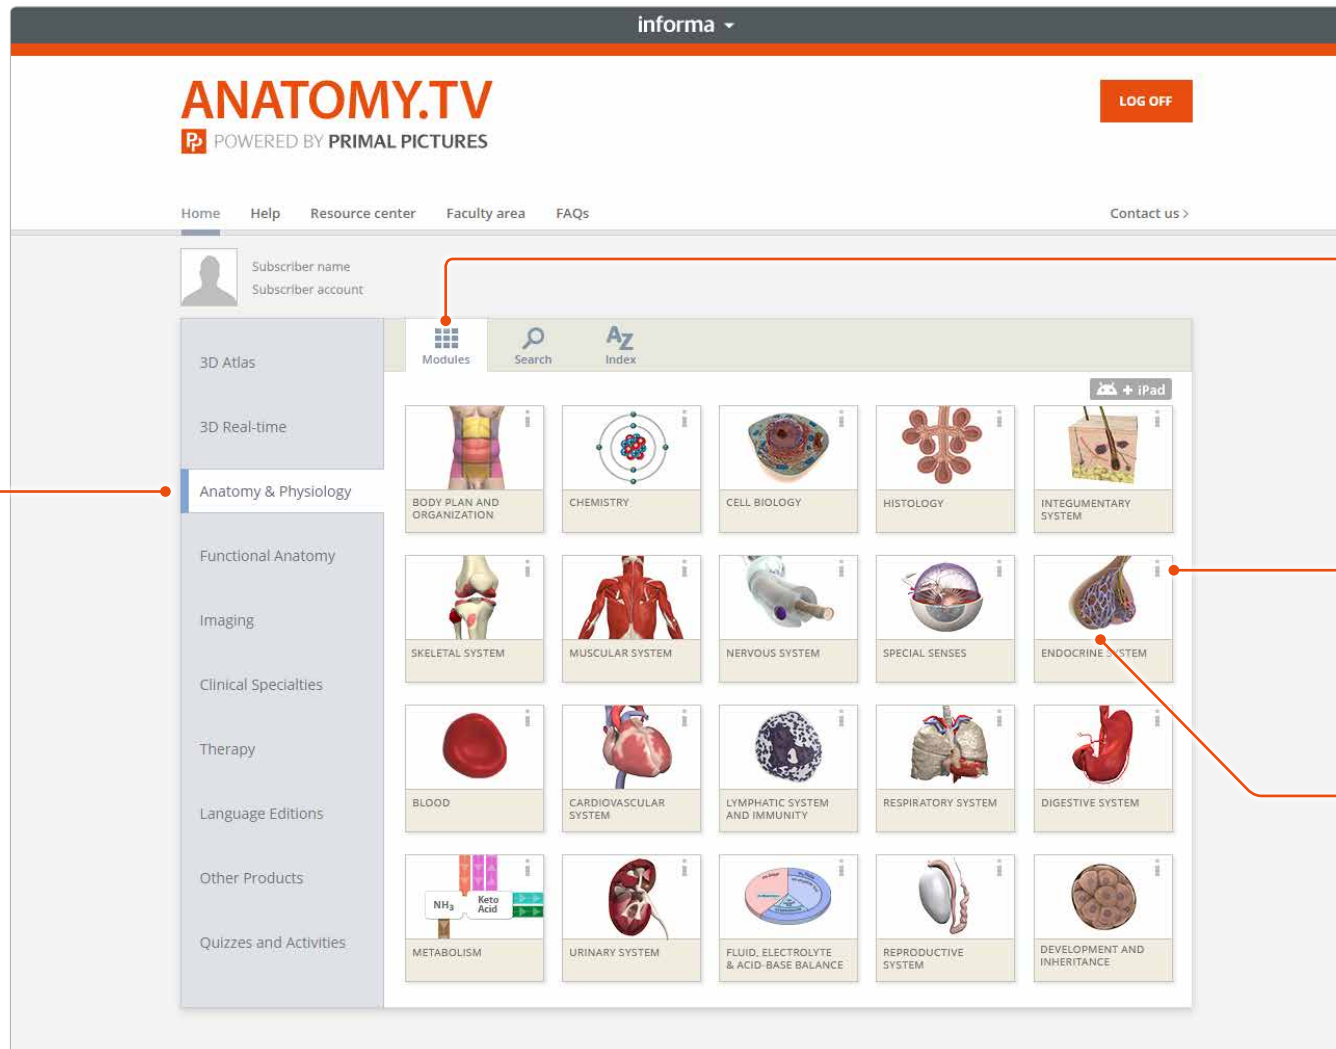 informa
ANATOMY.TV
LOG OFF
POWERED BY PRIMAL PICTURES
Home Help Resource center Faculty area FAQs Contact us >
Subscriber name
Subscriber account
3D Atlas
3D Real-time
Anatomy & Physiology
Functional Anatomy
Imaging
Clinical Specialties
Therapy
Language Editions
Other Products
Quizzes and Activities
Modules Search Index
AZ
+ iPad
BODY PLAN AND
ORGANIZATION
CHEMISTRY
CELL BIOLOGY
HISTOLOGY
INTEGUMENTARY
SYSTEM
SKELETAL SYSTEM
MUSCULAR SYSTEM
NERVOUS SYSTEM
SPECIAL SENSES
ENDOCRINE SYSTEM
BLOOD
CARDIOVASCULAR
SYSTEM
LYMPHATIC SYSTEM
AND IMMUNITY
RESPIRATORY SYSTEM
DIGESTIVE SYSTEM
NH3
Keto
Acid
METABOLISM
URINARY SYSTEM
FLUID, ELECTROLYTE
& ACID-BASE BALANCE
REPRODUCTIVE
SYSTEM
DEVELOPMENT AND
INHERITANCE